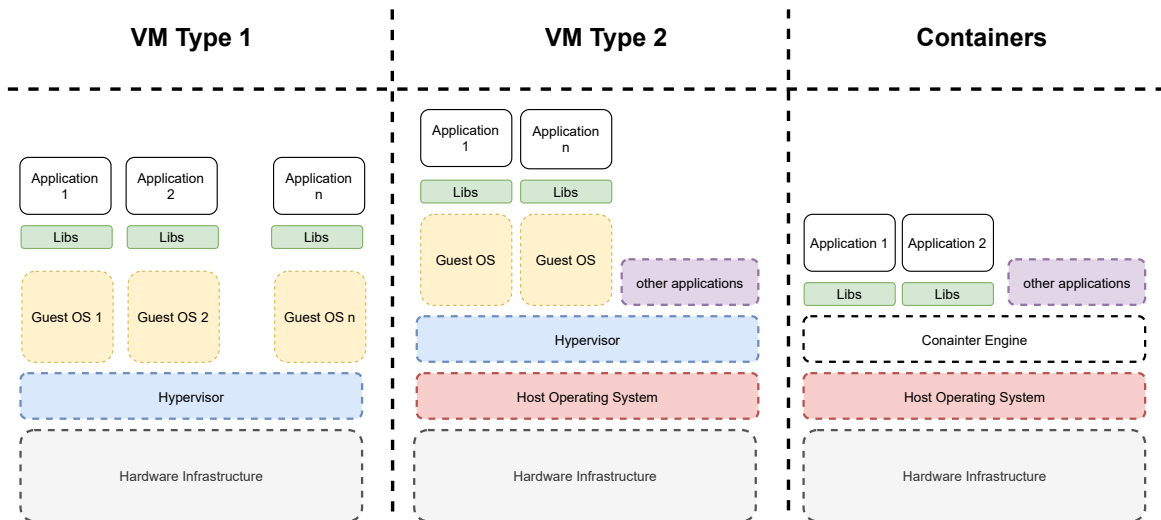 VM Type 1
Application
1
Application
2
Application
n
Libs
Libs
Libs
Guest OS 1
Guest OS 2
Guest OS n
Hypervisor
Hardware Infrastructure
VM Type 2
Application
1
Application
n
Libs
Libs
Guest OS
Guest OS
other applications
Hypervisor
Host Operating System
Hardware Infrastructure
Containers
Application 1
Application 2
Libs
Libs
other applications
Conainter Engine
Host Operating System
Hardware Infrastructure